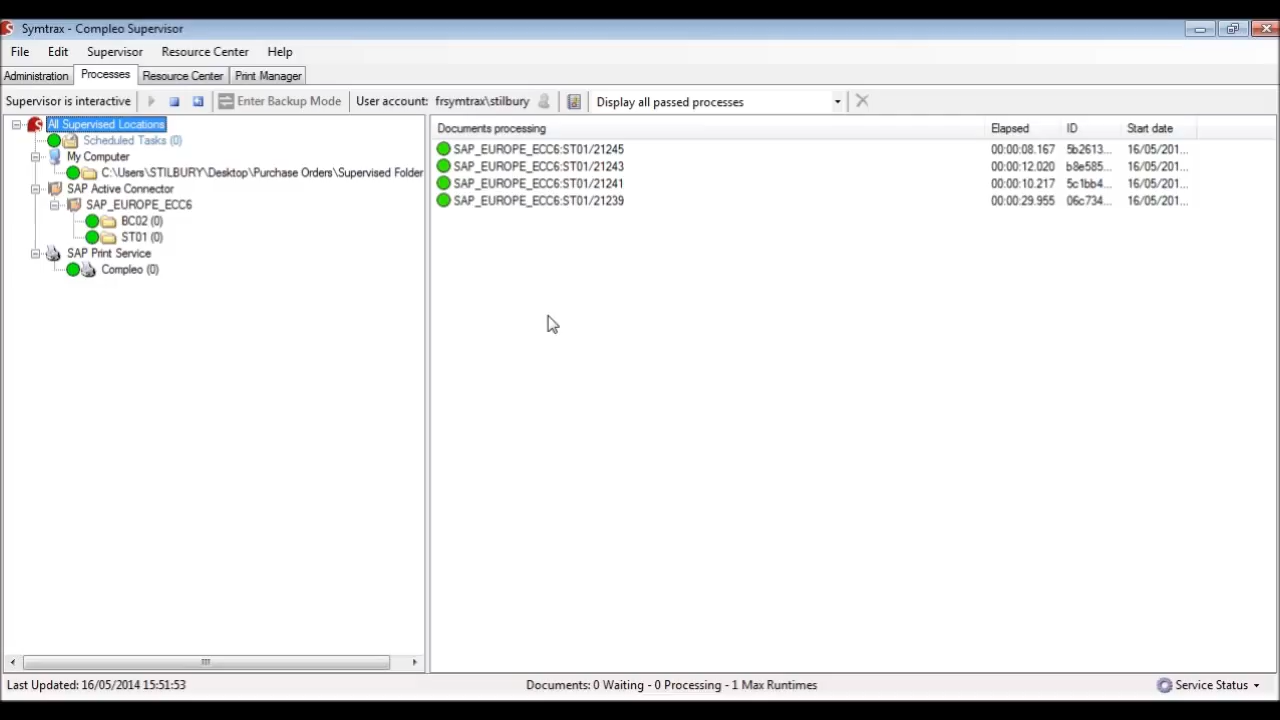 Symtrax - Compleo Supervisor
File Edit Supervisor Resource Center Help
Administration Processes Resource Center Print Manager
Supervisor is interactive Enter Backup Mode User account: frsymtrax\stilbury Display all passed processes
All Supervised Locations
Scheduled Tasks (0)
My Computer
C:\Users\STILBURY\Desktop\Purchase Orders\Supervised Folder
SAP Active Connector
SAP_EUROPE_ECC6
BC02 (0)
ST01 (0)
SAP Print Service
Compleo (0)
Documents processing Elapsed ID Start date
SAP_EUROPE_ECC6:ST01/21245 00:00:08.167 5b2613... 16/05/201...
SAP_EUROPE_ECC6:ST01/21243 00:00:12.020 b8e585... 16/05/201...
SAP_EUROPE_ECC6:ST01/21241 00:00:10.217 5c1bb4... 16/05/201...
SAP_EUROPE_ECC6:ST01/21239 00:00:29.955 06c734... 16/05/201...
Last Updated: 16/05/2014 15:51:53 Documents: 0 Waiting - 0 Processing - 1 Max Runtimes Service Status